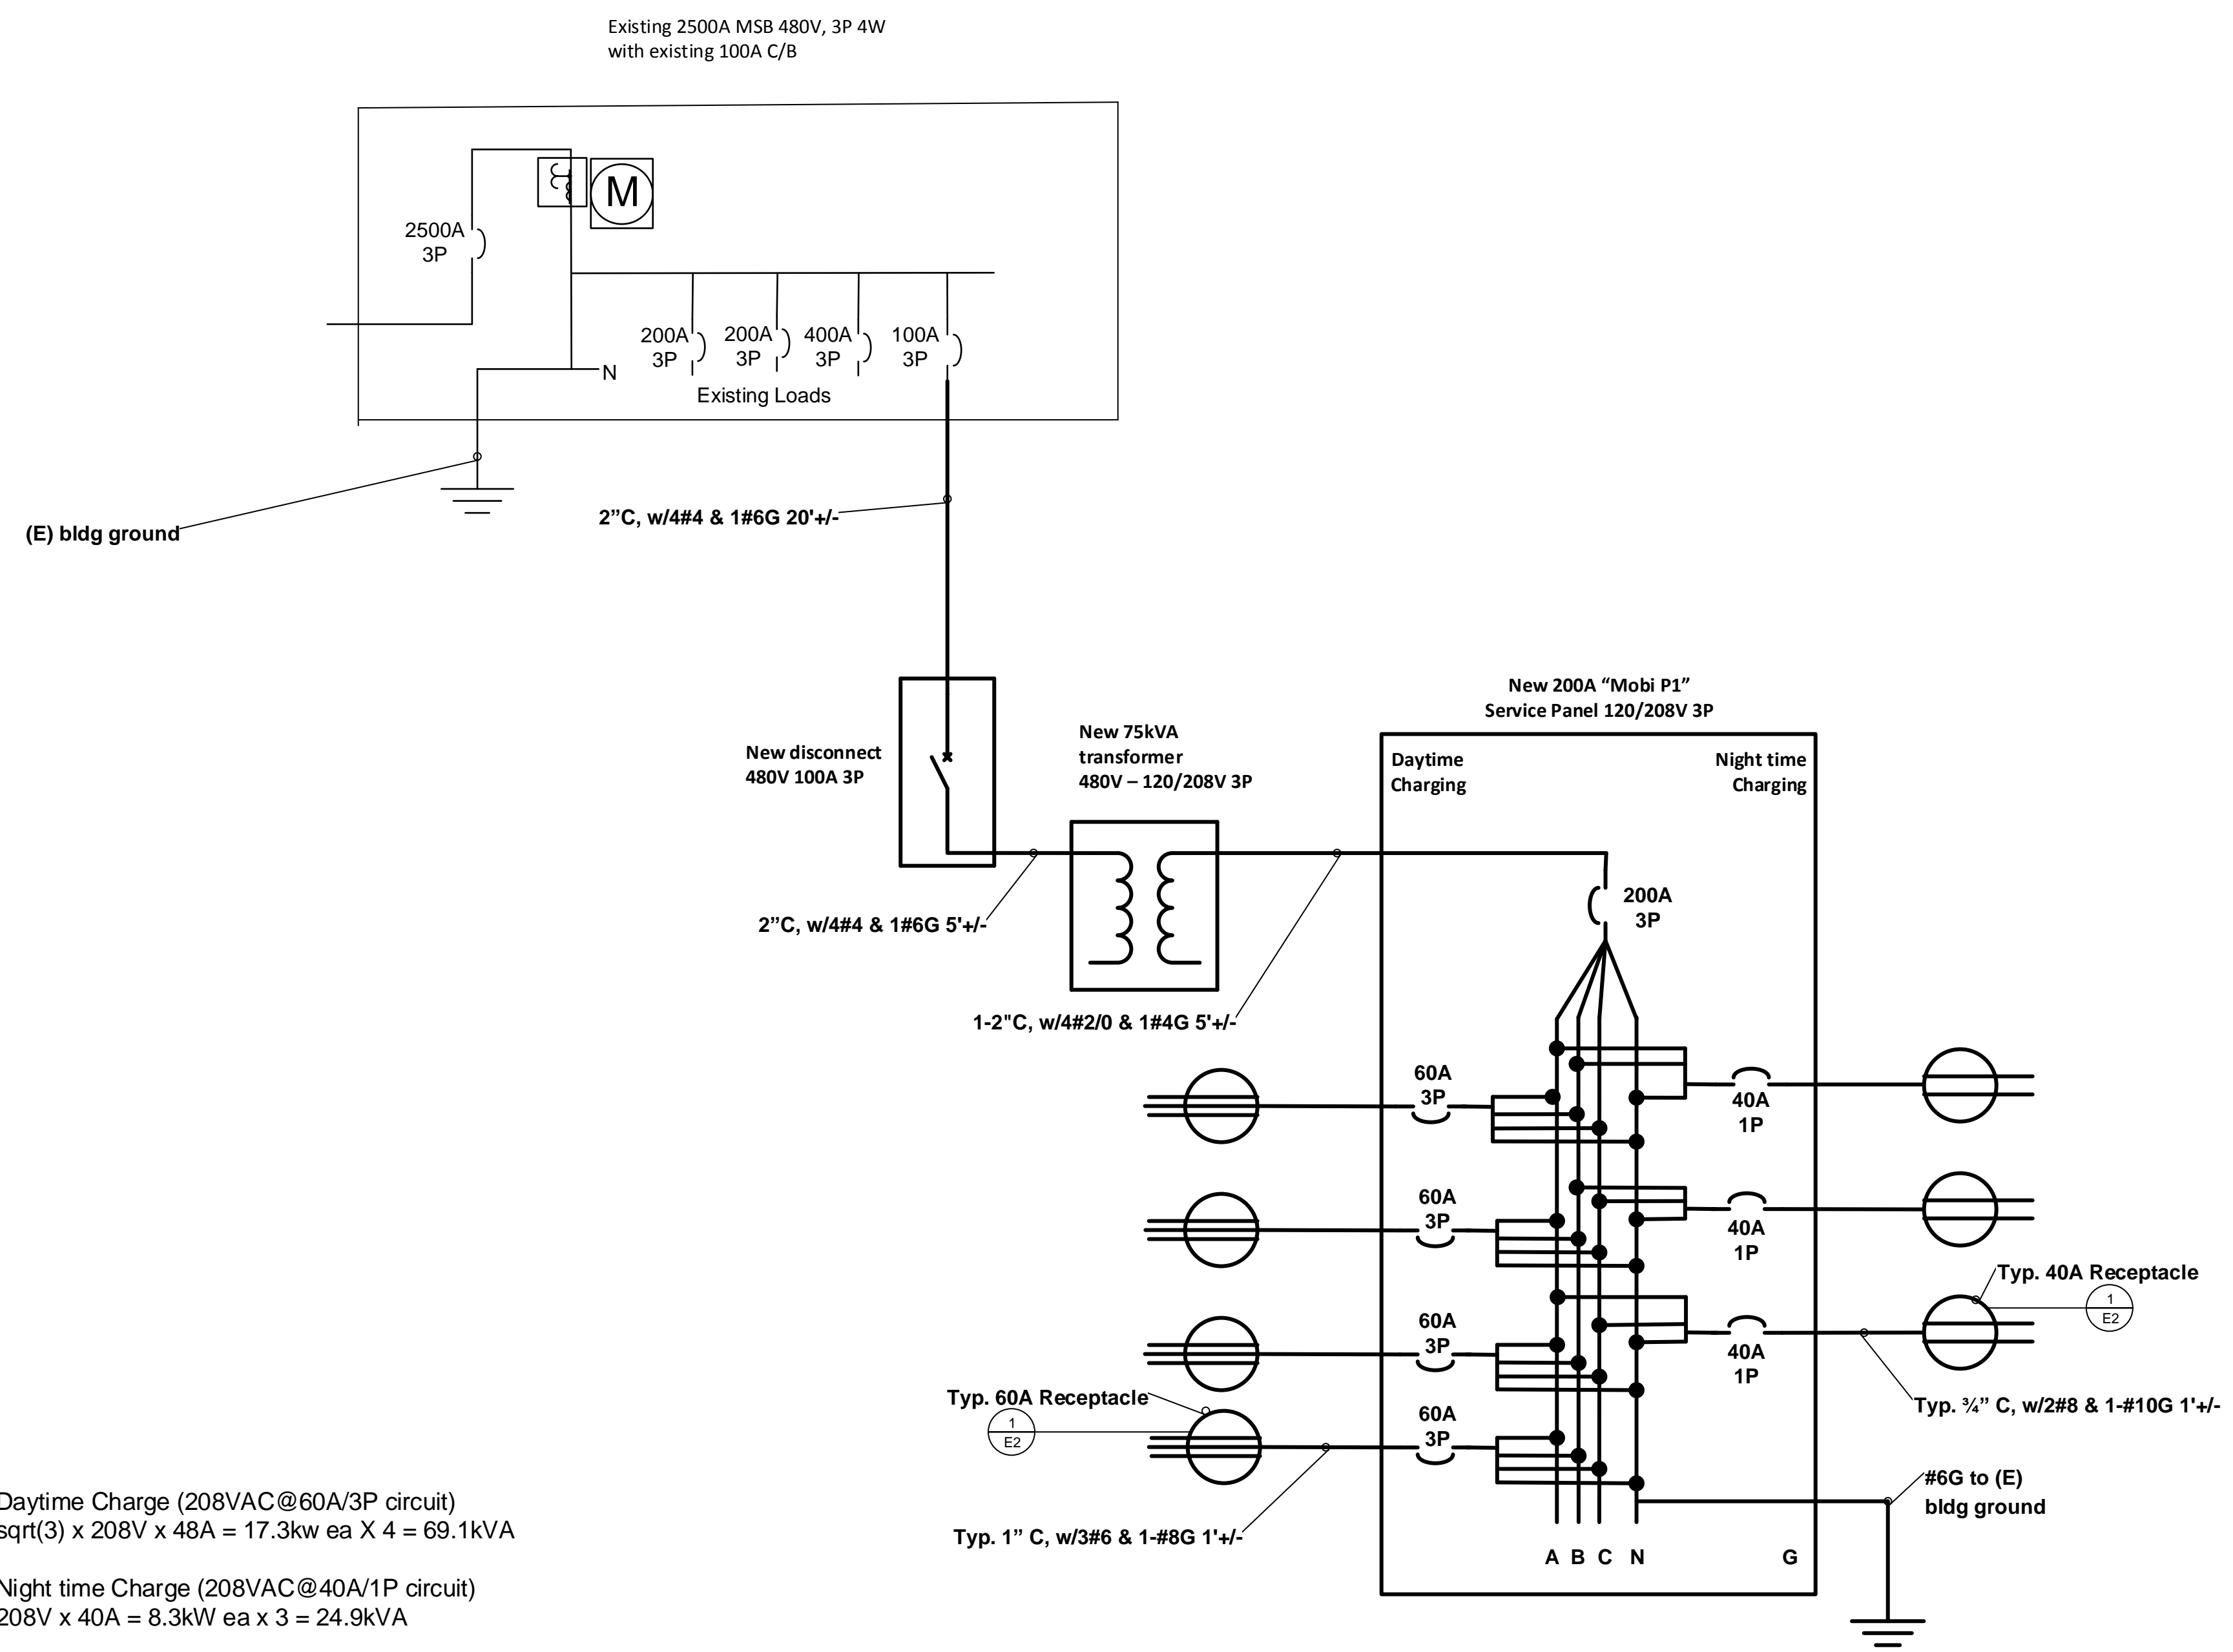 Existing 2500A MSB 480V, 3P 4W
with existing 100A C/B
M
2500A
3P
200A
3P
200A
3P
400A
3P
100A
3P
N
Existing Loads
(E) bldg ground
2”C, w/4#4 & 1#6G 20'+/-
New disconnect
480V 100A 3P
New 75kVA
transformer
480V – 120/208V 3P
New 200A “Mobi P1”
Service Panel 120/208V 3P
Daytime
Charging
Night time
Charging
200A
3P
2”C, w/4#4 & 1#6G 5'+/-
1-2"C, w/4#2/0 & 1#4G 5'+/-
60A
3P
40A
1P
60A
3P
40A
1P
Typ. 40A Receptacle
1
E2
60A
3P
40A
1P
Typ. 60A Receptacle
1
E2
60A
3P
Typ. ¾” C, w/2#8 & 1-#10G 1'+/-
#6G to (E)
bldg ground
Typ. 1” C, w/3#6 & 1-#8G 1'+/-
A B C N G
Daytime Charge (208VAC@60A/3P circuit)
sqrt(3) x 208V x 48A = 17.3kw ea X 4 = 69.1kVA
Night time Charge (208VAC@40A/1P circuit)
208V x 40A = 8.3kW ea x 3 = 24.9kVA